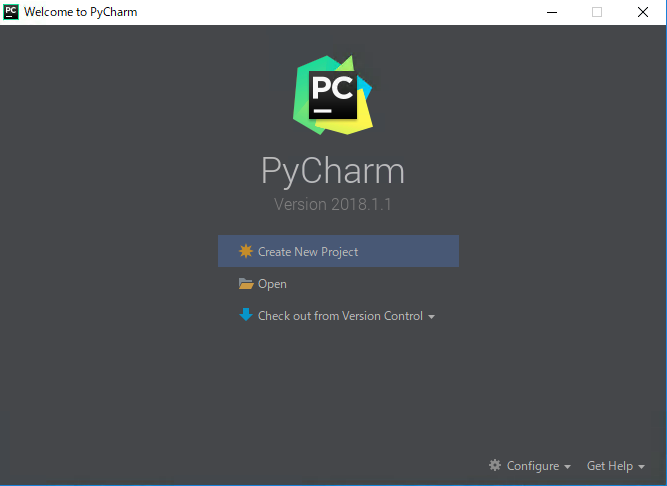 PC Welcome to PyCharm
PC
PyCharm
Version 2018.1.1
Create New Project
Open
Check out from Version Control
Configure Get Help